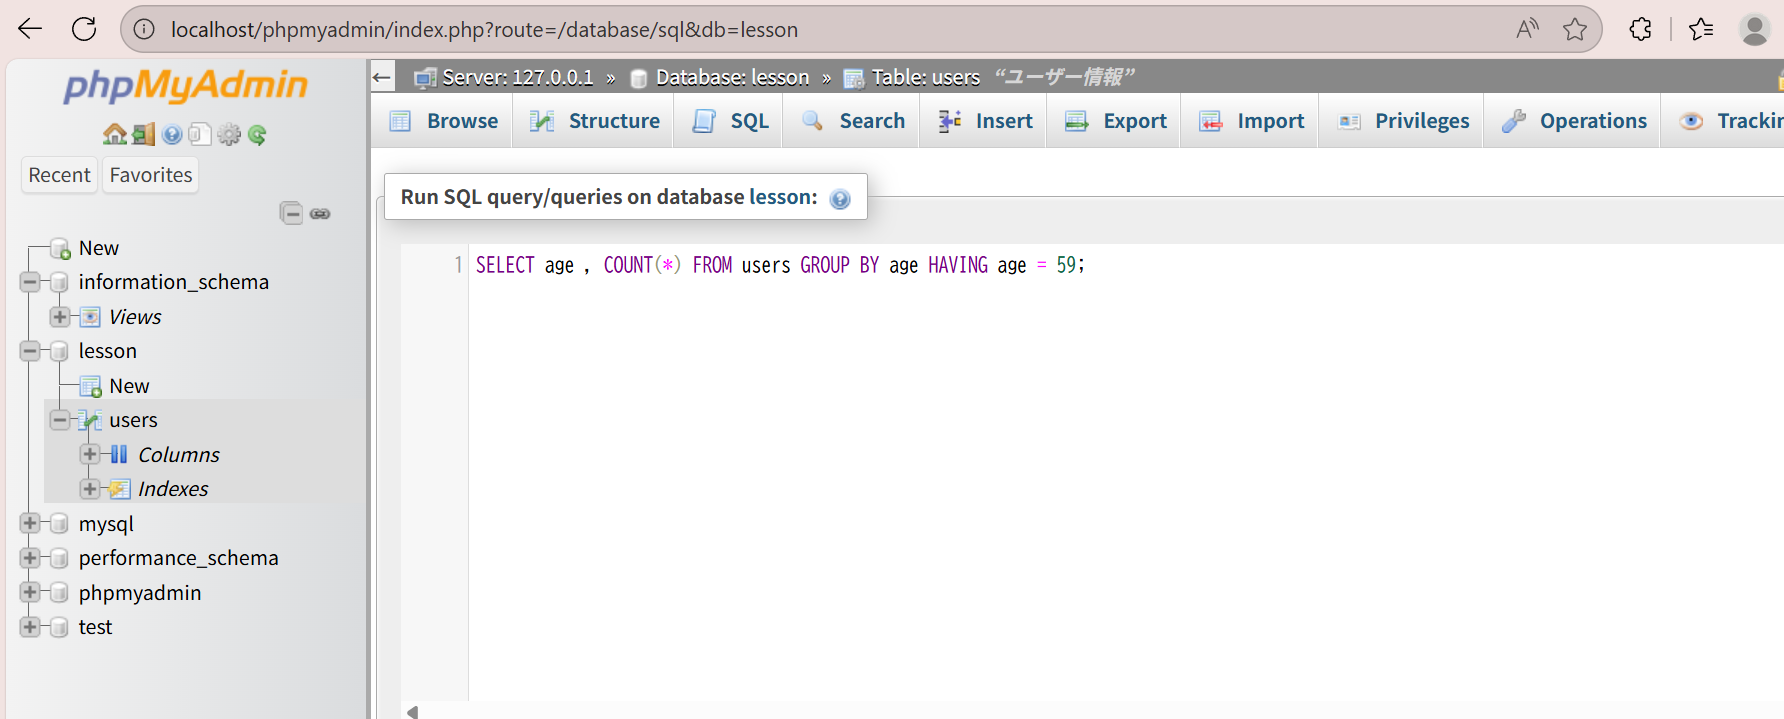 localhost/phpmyadmin/index.php?route=/database/sql&db=lesson
phpMyAdmin
Recent
Favorites
New
information_schema
Views
lesson
New
users
Columns
Indexes
mysql
performance_schema
phpmyadmin
test
Server: 127.0.0.1 » Database: lesson » Table: users “ユーザー情報”
Browse Structure SQL Search Insert Export Import Privileges Operations Trackin
Run SQL query/queries on database lesson:
1 SELECT age , COUNT(*) FROM users GROUP BY age HAVING age = 59;